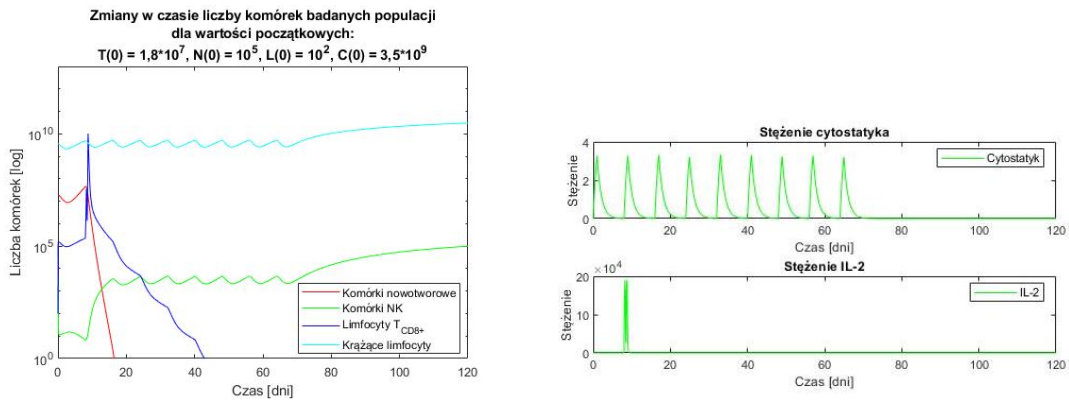 Zmiany w czasie liczby komórek badanych populacji
dla wartości początkowych:
T(0) = 1,8*10^7, N(0) = 10^5, L(0) = 10^2, C(0) = 3,5*10^9
10^10
10^5
10^0
Liczba komórek [log]
0 20 40 60 80 100 120
Czas [dni]
Komórki nowotworowe
Komórki NK
Limfocyty T_CD8+
Krążące limfocyty
Stężenie cytostatyka
4
2
0
Stężenie
Cytostatyk
0 20 40 60 80 100 120
Czas [dni]
Stężenie IL-2
×10^4
20
10
0
Stężenie
IL-2
0 20 40 60 80 100 120
Czas [dni]